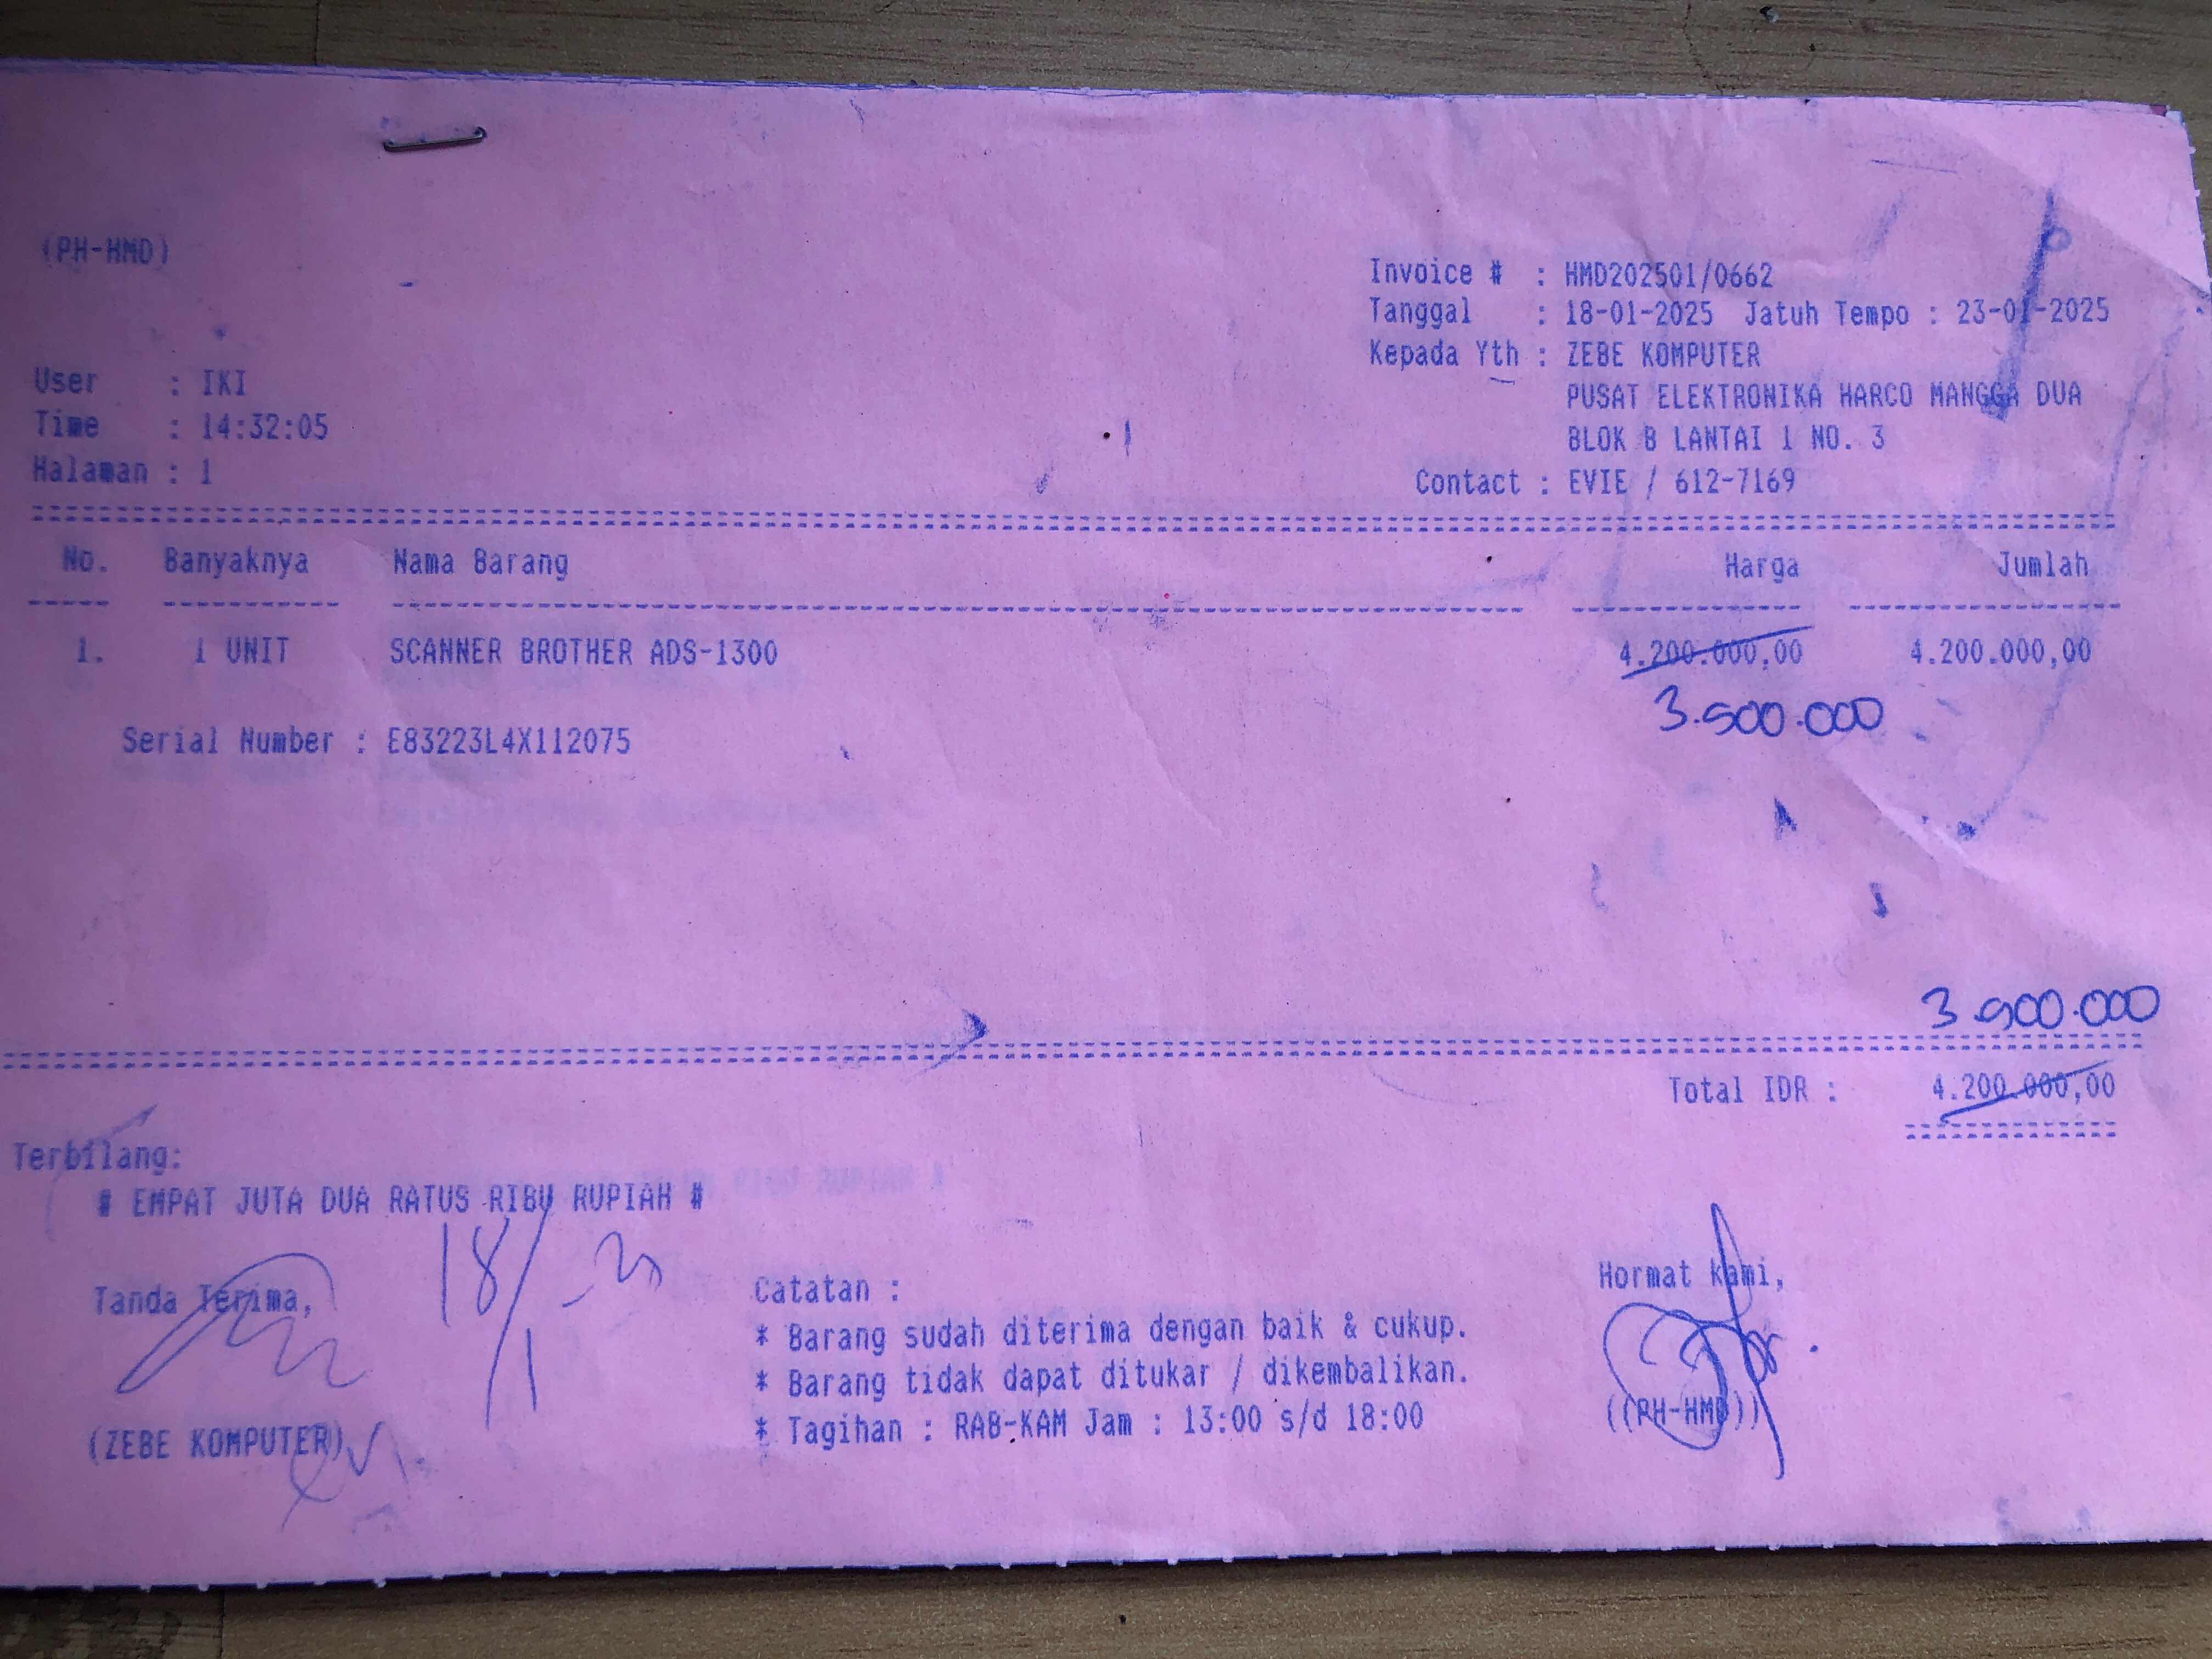 (PH-HMD)
Invoice # : HMD202501/0662
Tanggal : 18-01-2025 Jatuh Tempo : 23-01-2025
Kepada Yth : ZEBE KOMPUTER
PUSAT ELEKTRONIKA HARCO MANGGA DUA
BLOK B LANTAI 1 NO. 3
Contact : EVIE / 612-7169
User : IKI
Time : 14:32:05
Halaman : 1
No. Banyaknya Nama Barang Harga Jumlah
1. 1 UNIT SCANNER BROTHER ADS-1300 4.200.000,00 4.200.000,00
3.500.000
Serial Number : E83223L4X112075
000.000
Total IDR : 4.200.000,00
Terbilang:
# EMPAT JUTA DUA RATUS RIBU RUPIAH #
Tanda Terima,
18/1
(ZEBE KOMPUTER)
Catatan :
* Barang sudah diterima dengan baik & cukup.
* Barang tidak dapat ditukar / dikembalikan.
* Tagihan : RAB-KAM Jam : 13:00 s/d 18:00
Hormat kami,
((PH-HMD))